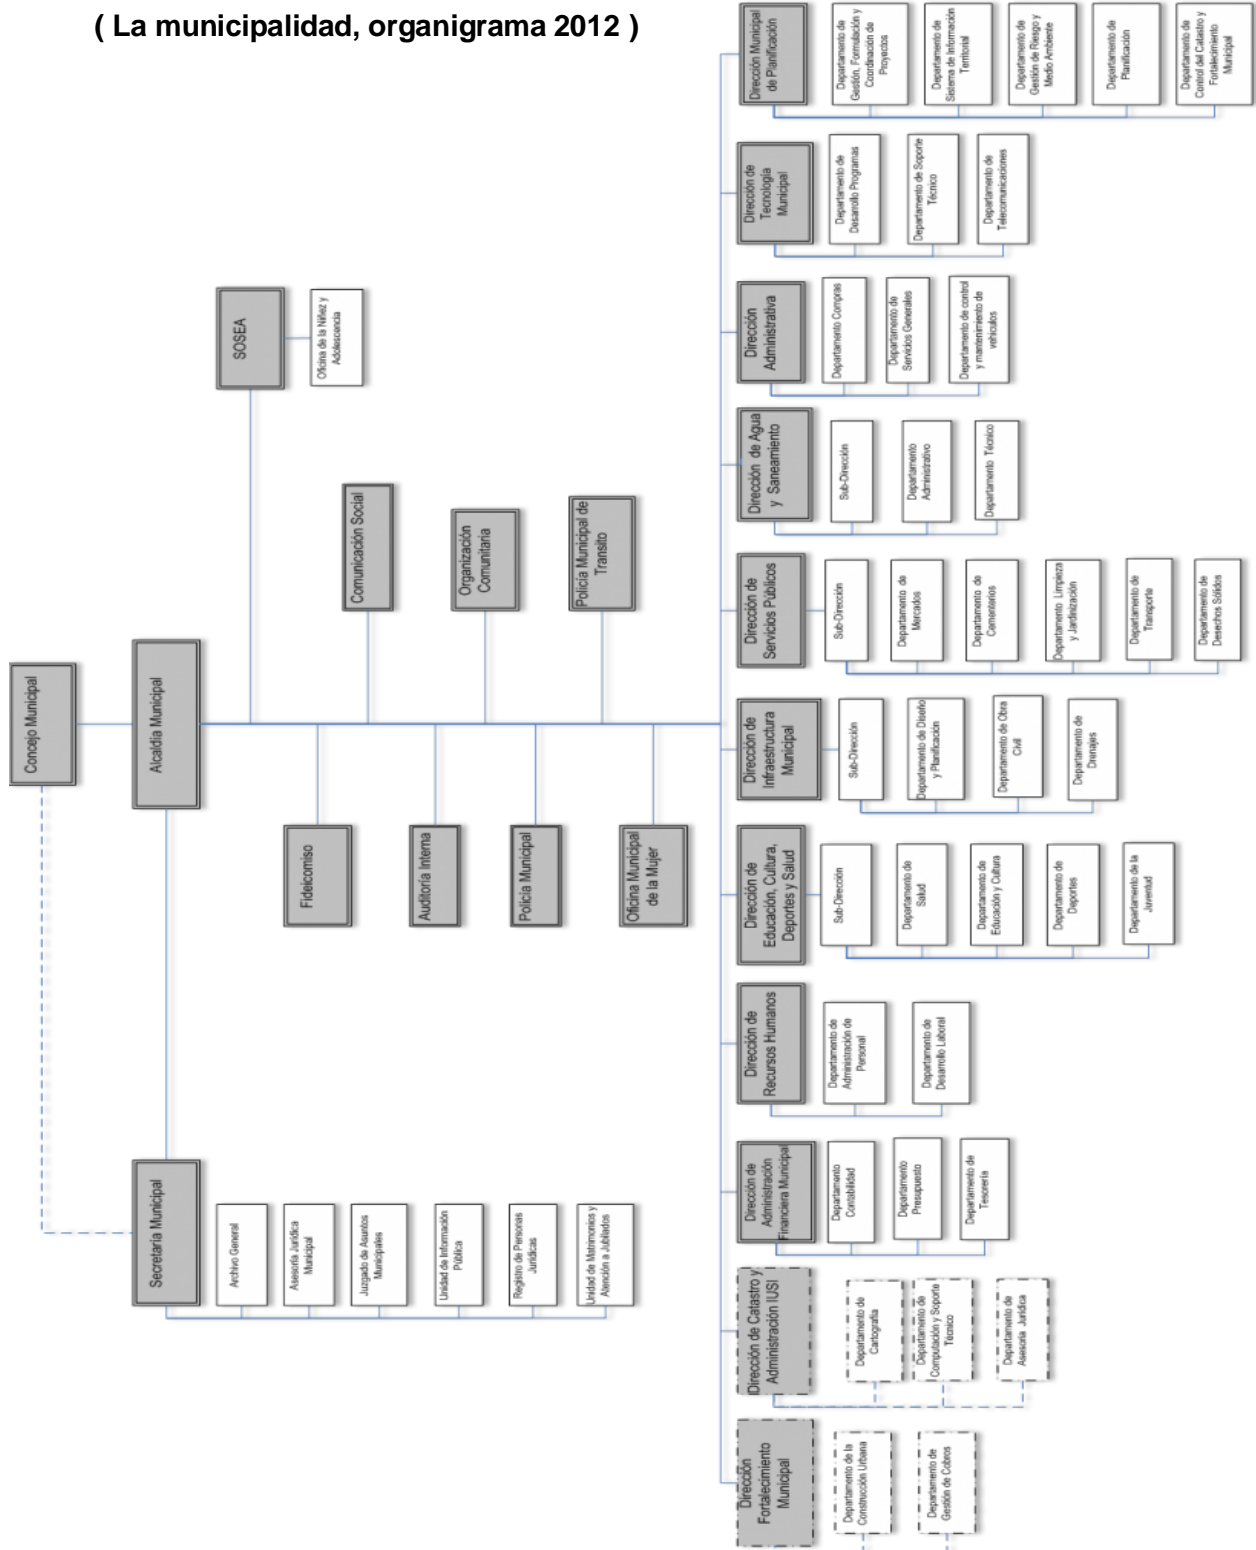 ( La municipalidad, organigrama 2012 )
Concejo Municipal
Alcaldía Municipal
Secretaría Municipal
Archivo General
Asesoría Jurídica
Municipal
Juzgado de Asuntos
Municipales
Unidad de Información
Pública
Registro de Personas
Jurídicas
Unidad de Matrimonios y
Atención a Jubilados
SOSEA
Oficina de la Niñez y
Adolescencia
Fideicomiso
Comunicación Social
Auditoría Interna
Organización
Comunitaria
Policía Municipal
Policía Municipal de
Transito
Oficina Municipal
de la Mujer
Dirección
Fortalecimiento
Municipal
Departamento de la
Construcción Urbana
Departamento de
Gestión de Cobros
Dirección de Catastro y
Administración IUSI
Departamento de
Cartografía
Departamento de
Computación y Soporte
Técnico
Departamento de
Asesoría Jurídica
Dirección de
Administración
Financiera Municipal
Departamento
Contabilidad
Departamento
Presupuesto
Departamento de
Tesorería
Dirección de
Recursos Humanos
Departamento de
Administración de
Personal
Departamento de
Desarrollo Laboral
Dirección de
Educación, Cultura,
Deportes y Salud
Sub-Dirección
Departamento de
Salud
Departamento de
Educación y Cultura
Departamento de
Deportes
Departamento de la
Juventud
Dirección de
Infraestructura
Municipal
Sub-Dirección
Departamento de Diseño
y Planificación
Departamento de Obra
Civil
Departamento de
Drenajes
Dirección de
Servicios Públicos
Sub-Dirección
Departamento de
Mercados
Departamento de
Cementerios
Departamento Limpieza
y Jardinización
Departamento de
Transporte
Departamento de
Desechos Sólidos
Dirección de Agua
y Saneamiento
Sub-Dirección
Departamento
Administrativo
Departamento Técnico
Dirección
Administrativa
Departamento Compras
Departamento de
Servicios Generales
Departamento de control
y mantenimiento de
vehículos
Dirección de
Tecnología
Municipal
Departamento de
Desarrollo Programas
Departamento de Soporte
Técnico
Departamento de
Telecomunicaciones
Dirección Municipal
de Planificación
Departamento de
Gestión, Formulación y
Coordinación de
Proyectos
Departamento de
Sistema de Información
Territorial
Departamento de
Gestión de Riesgo y
Medio Ambiente
Departamento de
Planificación
Departamento de
Control del Catastro y
Fortalecimiento
Municipal